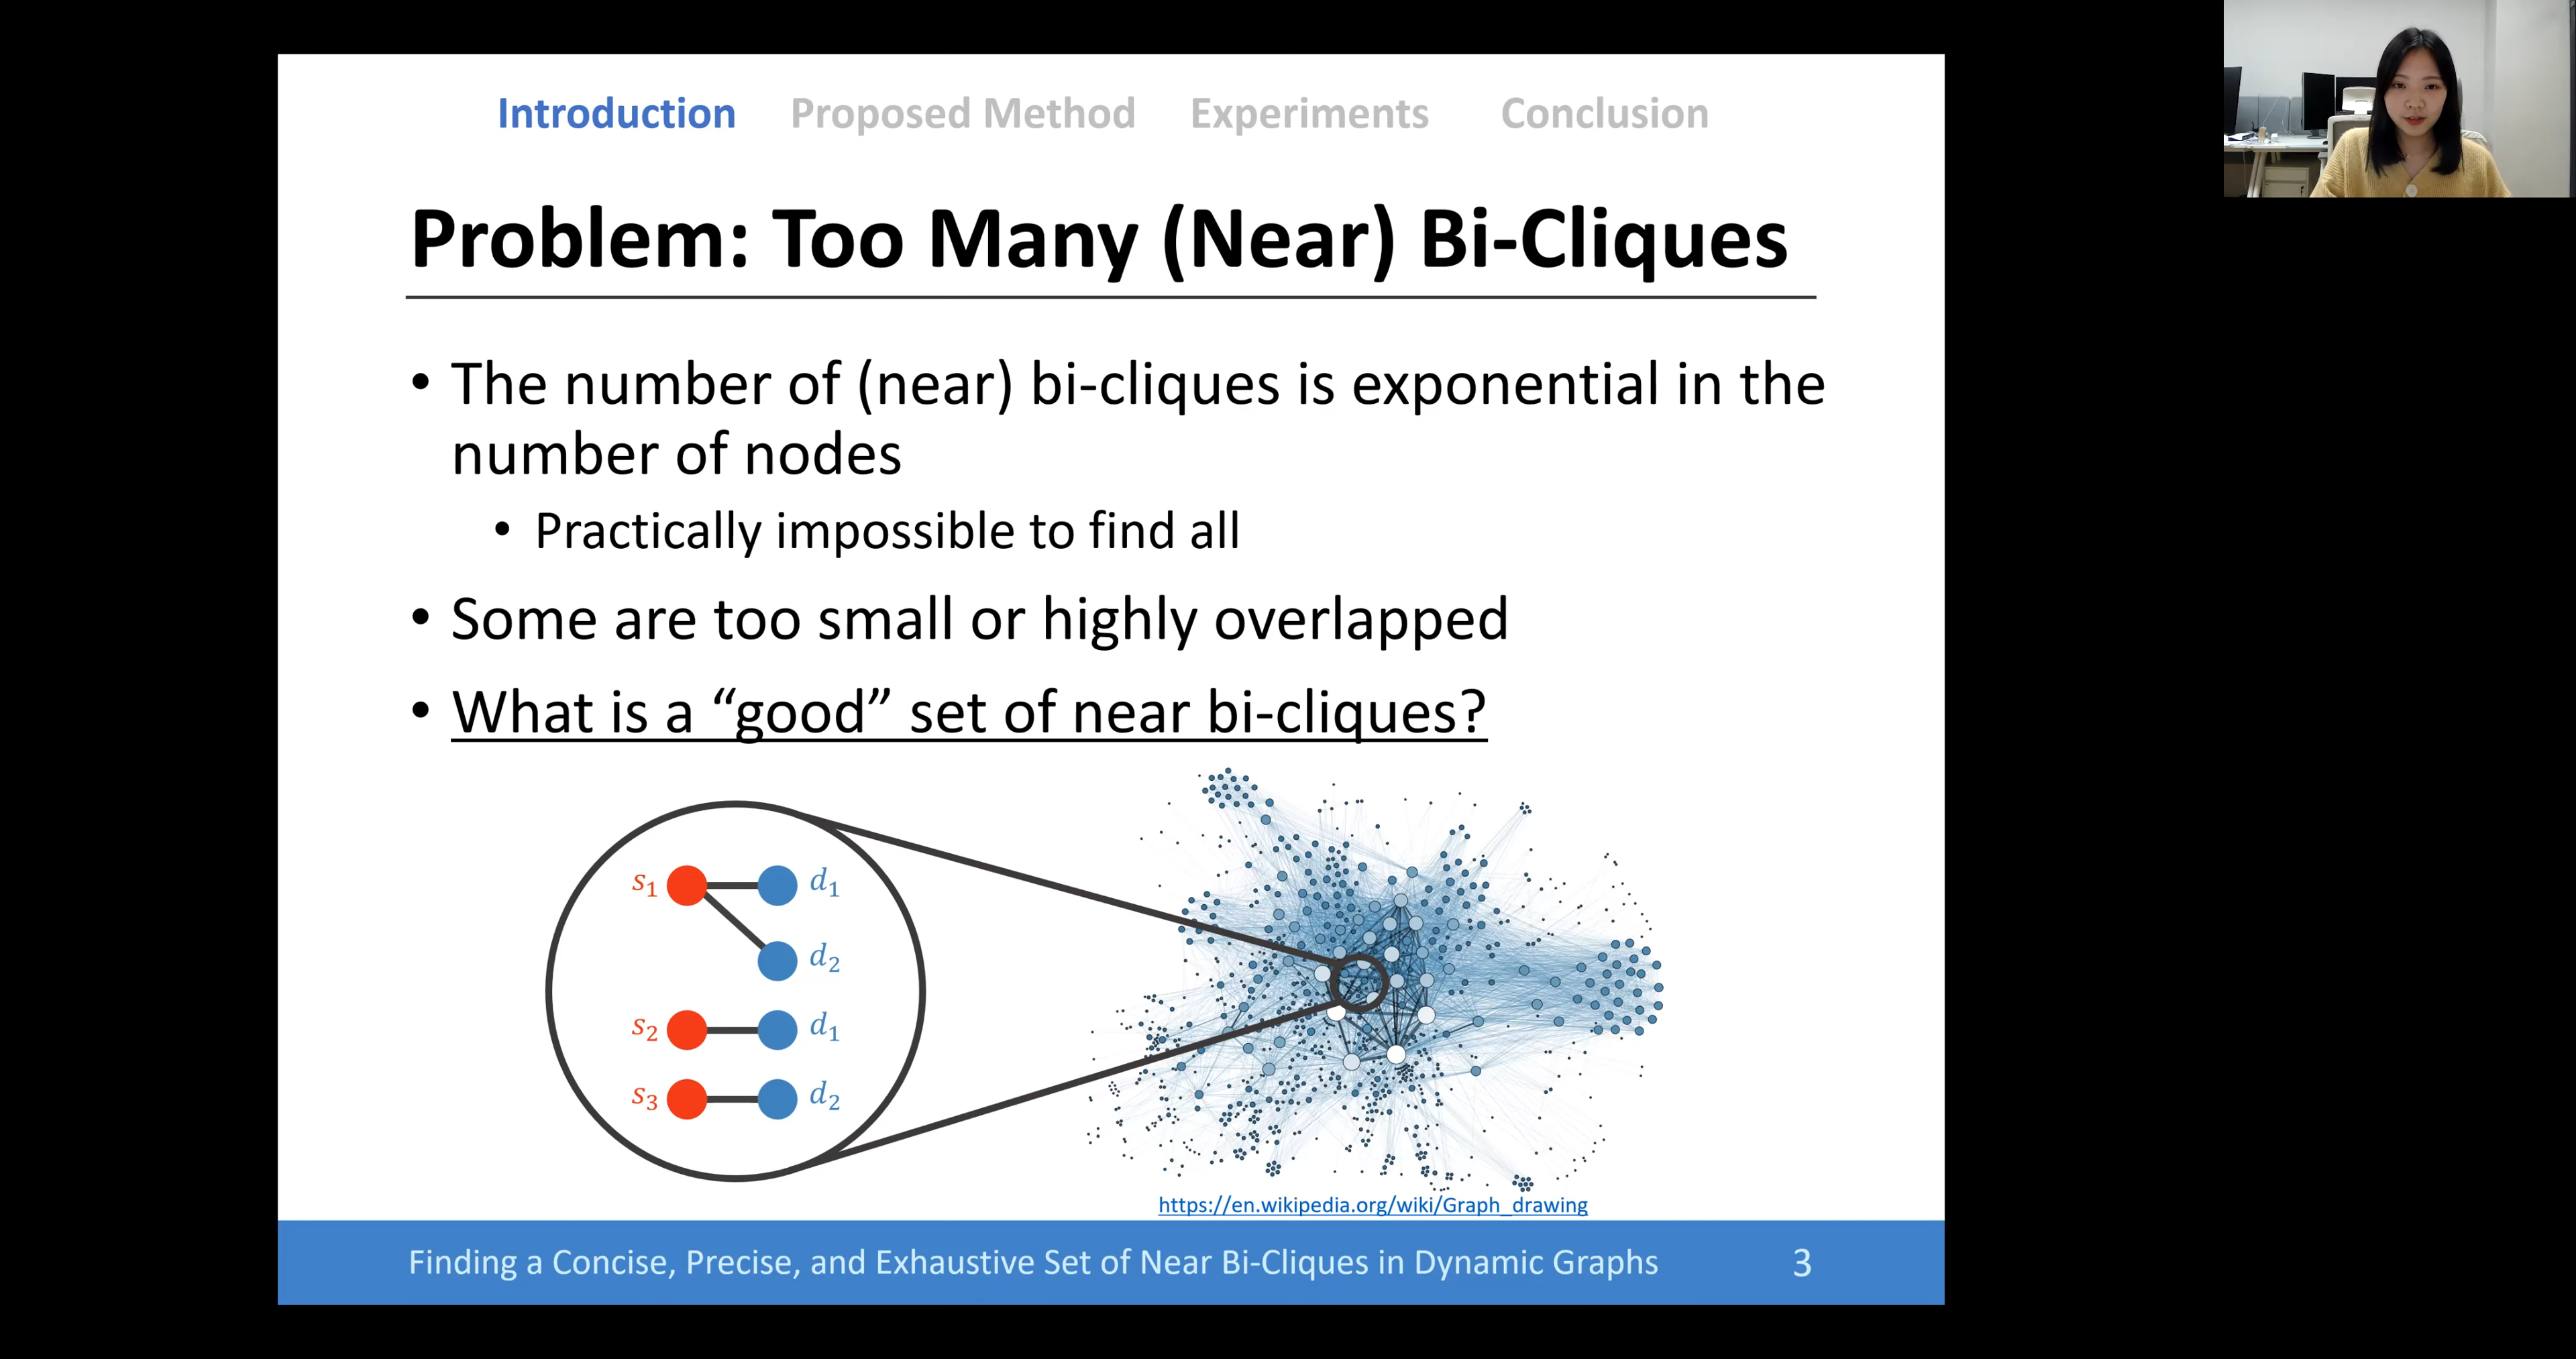 Introduction Proposed Method Experiments Conclusion
Problem: Too Many (Near) Bi-Cliques
• The number of (near) bi-cliques is exponential in the
number of nodes
• Practically impossible to find all
• Some are too small or highly overlapped
• What is a “good” set of near bi-cliques?
s₁ d₁
d₂
s₂ d₁
s₃ d₂
https://en.wikipedia.org/wiki/Graph_drawing
Finding a Concise, Precise, and Exhaustive Set of Near Bi-Cliques in Dynamic Graphs 3